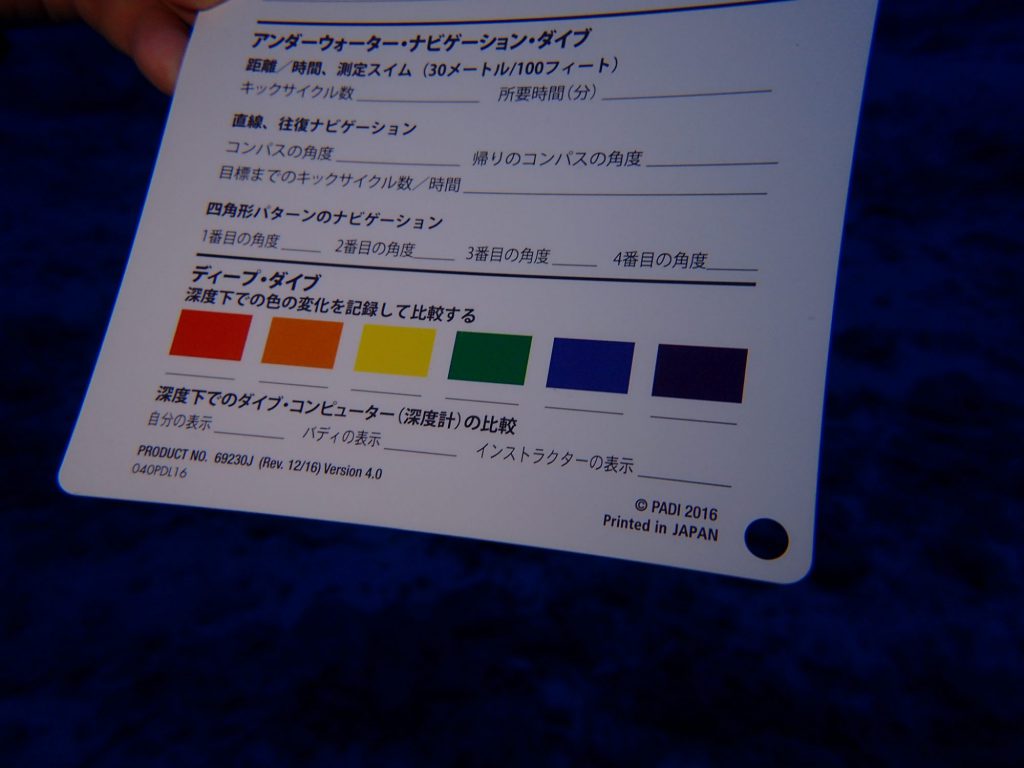 アンダーウォーター・ナビゲーション・ダイブ
距離／時間、測定スイム（30メートル/100フィート）
キックサイクル数 所要時間（分）
直線、往復ナビゲーション
コンパスの角度 帰りのコンパスの角度
目標までのキックサイクル数／時間
四角形パターンのナビゲーション
1番目の角度 2番目の角度 3番目の角度 4番目の角度
ディープ・ダイブ
深度下での色の変化を記録して比較する
深度下でのダイブ・コンピューター（深度計）の比較
自分の表示 バディの表示 インストラクターの表示
PRODUCT NO. 69230J (Rev. 12/16) Version 4.0
040PDL16
© PADI 2016
Printed in JAPAN